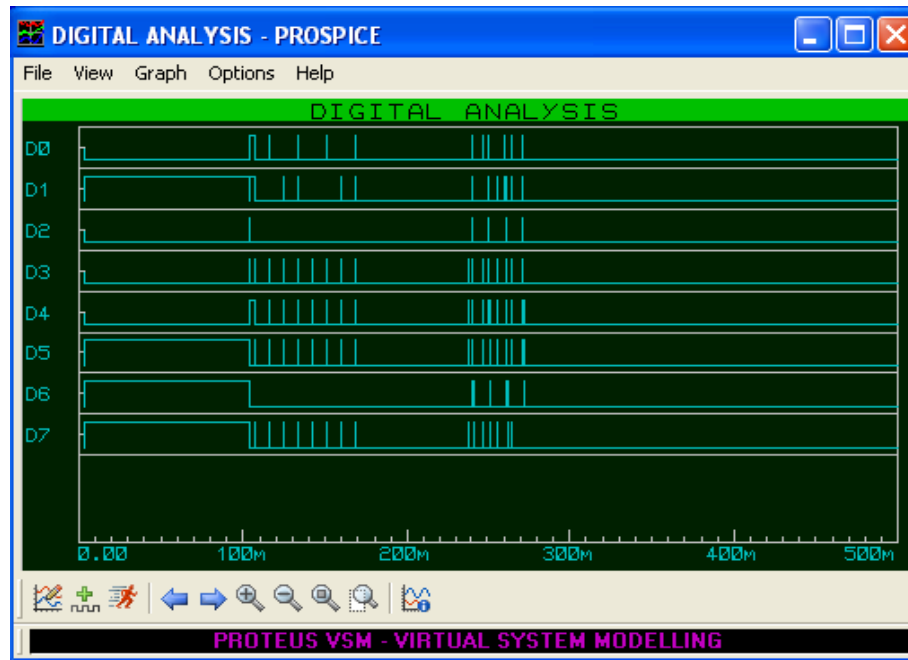 DIGITAL ANALYSIS - PROSPICE
File View Graph Options Help
DIGITAL ANALYSIS
D0
D1
D2
D3
D4
D5
D6
D7
0.00 100m 200m 300m 400m 500m
PROTEUS VSM - VIRTUAL SYSTEM MODELLING